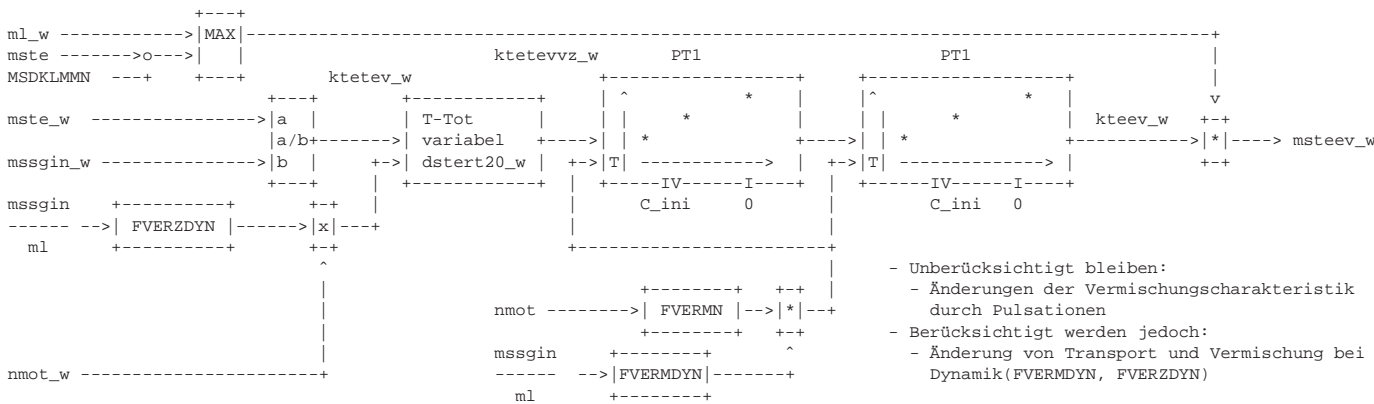 +---+
ml_w ------------->|MAX|--------------------------------------------------------------------------------------------------+
mste ------->o--->| | ktetevvz_w PT1 PT1 |
MSDKLMMN ---+ +---+ ktetev_w +-------------------+ +-------------------+ |
+---+ +------------+ | ^ * | |^ * | v
mste_w ---------------->|a | | T-Tot | | | * | | | * | kteev_w +-+
|a/b+-------->| variabel +----->| | * +---->| | * +---------->|*|----> msteev_w
mssgin_w --------------->|b | +->| dstert20_w | +->|T| ------------> | +->|T| --------------> | +-+
+---+ | +------------+ | +-----IV------I----+ | +------IV------I----+
mssgin +----------+ +-+ | | C_ini 0 | C_ini 0
------ -->| FVERZDYN |------>|x|---+ | |
ml +----------+ +-+ +-------------------------+
^ | - Unberücksichtigt bleiben:
| +--------+ +-+ | - Änderungen der Vermischungscharakteristik
| nmot -------->| FVERMN |-->|*|--+ durch Pulsationen
| +--------+ +-+ - Berücksichtigt werden jedoch:
| mssgin +--------+ ^ - Änderung von Transport und Vermischung bei
nmot_w ------------------------+ ------ -->|FVERMDYN|-------+ Dynamik(FVERMDYN, FVERZDYN)
ml +--------+